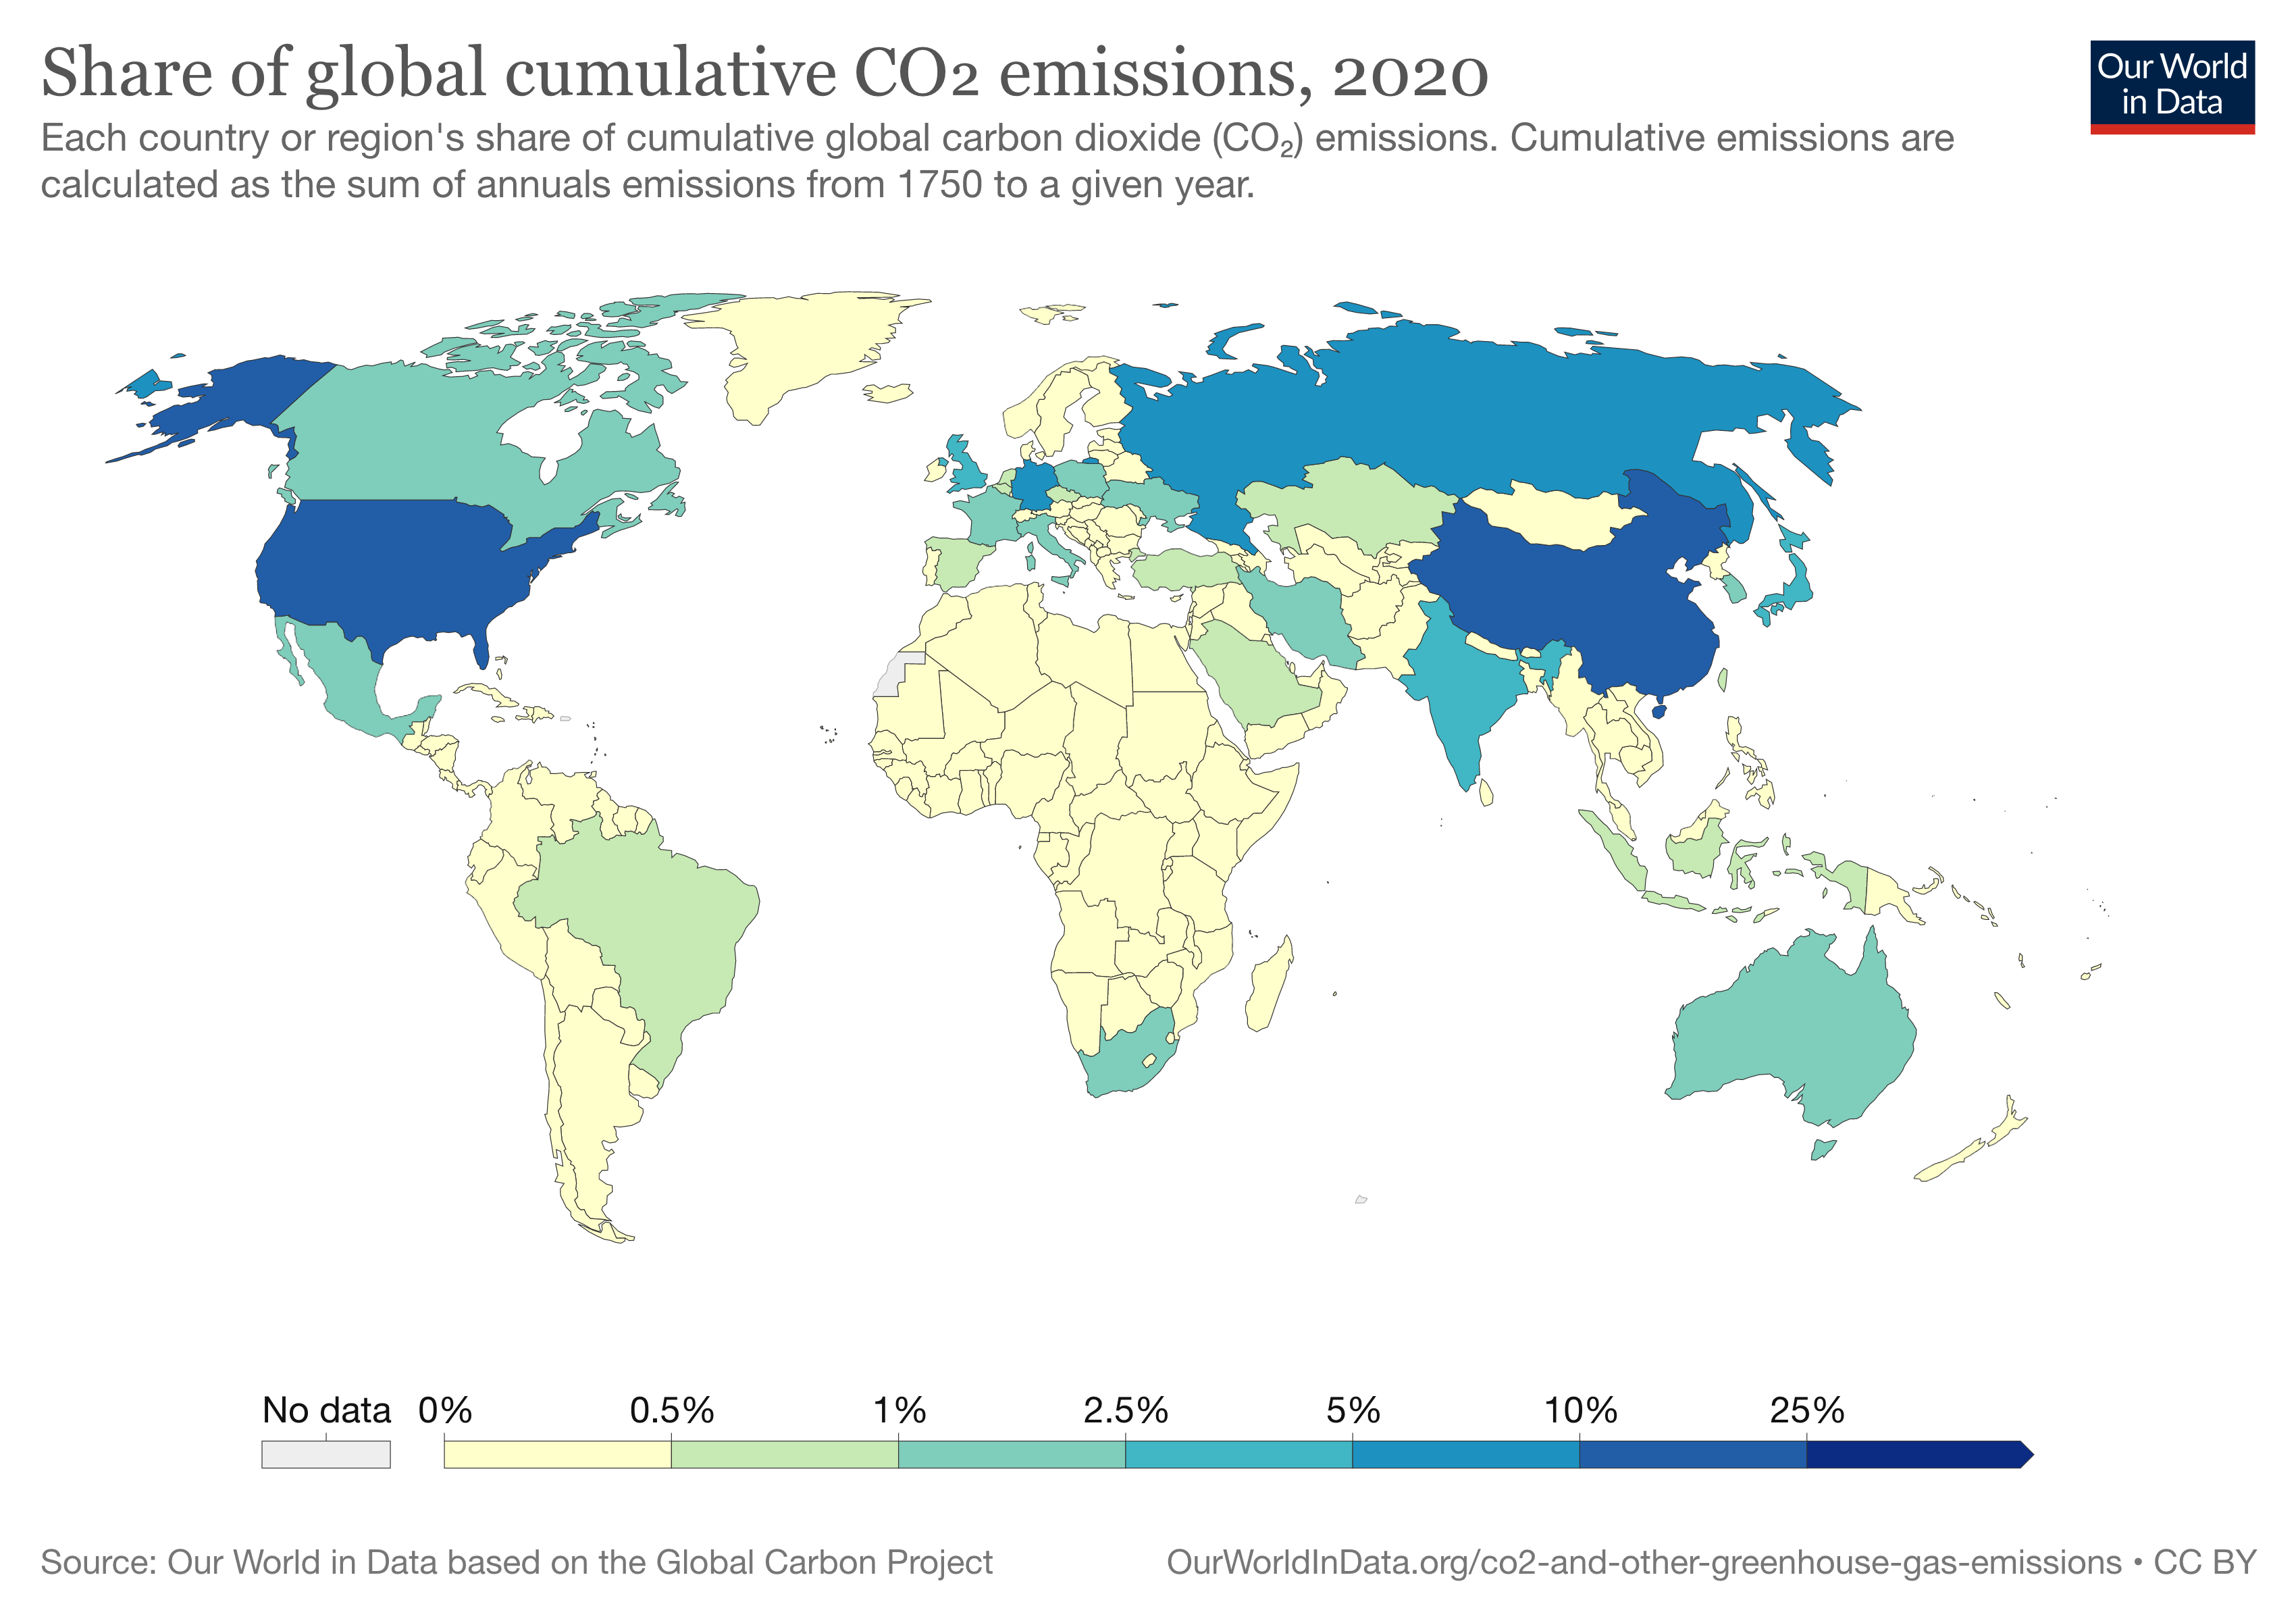 Share of global cumulative CO2 emissions, 2020
Our World
in Data
Each country or region's share of cumulative global carbon dioxide (CO₂) emissions. Cumulative emissions are
calculated as the sum of annuals emissions from 1750 to a given year.
No data 0% 0.5% 1% 2.5% 5% 10% 25%
Source: Our World in Data based on the Global Carbon Project
OurWorldInData.org/co2-and-other-greenhouse-gas-emissions • CC BY